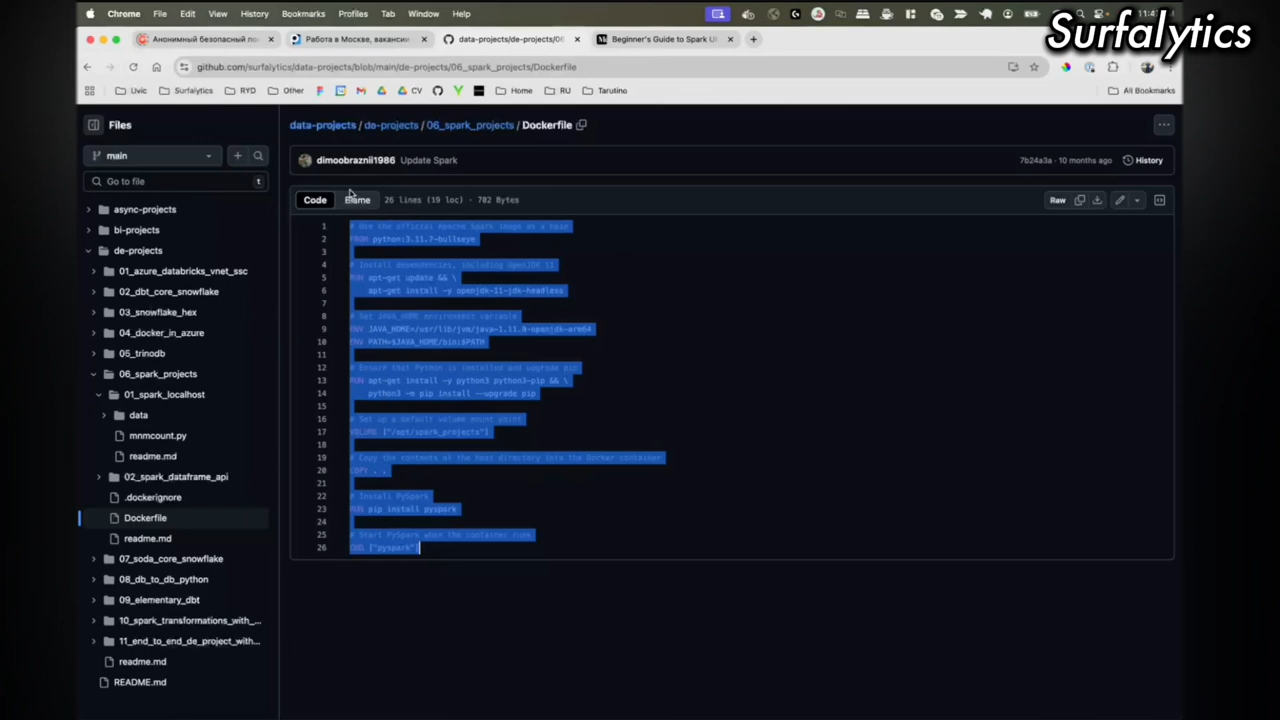 Chrome File Edit View History Bookmarks Profiles Tab Window Help
Surfalytics
Анонимный безопасный по
Работа в Москве, вакансии
data-projects/de-projects/06
Beginner's Guide to Spark UI
github.com/surfalytics/data-projects/blob/main/de-projects/06_spark_projects/Dockerfile
Uvic Surfalytics RYD Other CV Home RU Tarutino All Bookmarks
Files
data-projects / de-projects / 06_spark_projects / Dockerfile
main
dimoobraznii1986 Update Spark 7b24a3a · 10 months ago History
Go to file t
Code Blame 26 lines (19 loc) · 702 Bytes Raw
async-projects
bi-projects
de-projects
01_azure_databricks_vnet_ssc
02_dbt_core_snowflake
03_snowflake_hex
04_docker_in_azure
05_trinodb
06_spark_projects
01_spark_localhost
data
mnmcount.py
readme.md
02_spark_dataframe_api
.dockerignore
Dockerfile
readme.md
07_soda_core_snowflake
08_db_to_db_python
09_elementary_dbt
10_spark_transformations_with_...
11_end_to_end_de_project_with...
readme.md
README.md
1 # Use the official Apache Spark image as a base
2 FROM python:3.11.7-bullseye
3
4 # Install dependencies, including OpenJDK 11
5 RUN apt-get update && \
6 apt-get install -y openjdk-11-jdk-headless
7
8 # Set JAVA_HOME environment variable
9 ENV JAVA_HOME=/usr/lib/jvm/java-1.11.0-openjdk-arm64
10 ENV PATH=$JAVA_HOME/bin:$PATH
11
12 # Ensure that Python is installed and upgrade pip
13 RUN apt-get install -y python3 python3-pip && \
14 python3 -m pip install --upgrade pip
15
16 # Set up a default volume mount point
17 VOLUME ["/opt/spark_projects"]
18
19 # Copy the contents of the host directory into the Docker container
20 COPY . .
21
22 # Install PySpark
23 RUN pip install pyspark
24
25 # Start PySpark when the container runs
26 CMD ["pyspark"]